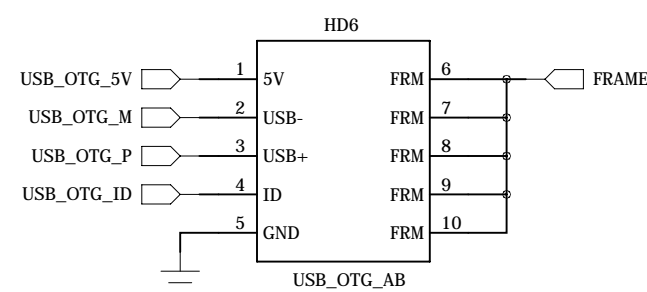 HD6
USB_OTG_5V 1 5V FRM 6 FRAME
USB_OTG_M 2 USB- FRM 7
USB_OTG_P 3 USB+ FRM 8
USB_OTG_ID 4 ID FRM 9
5 GND FRM 10
USB_OTG_AB